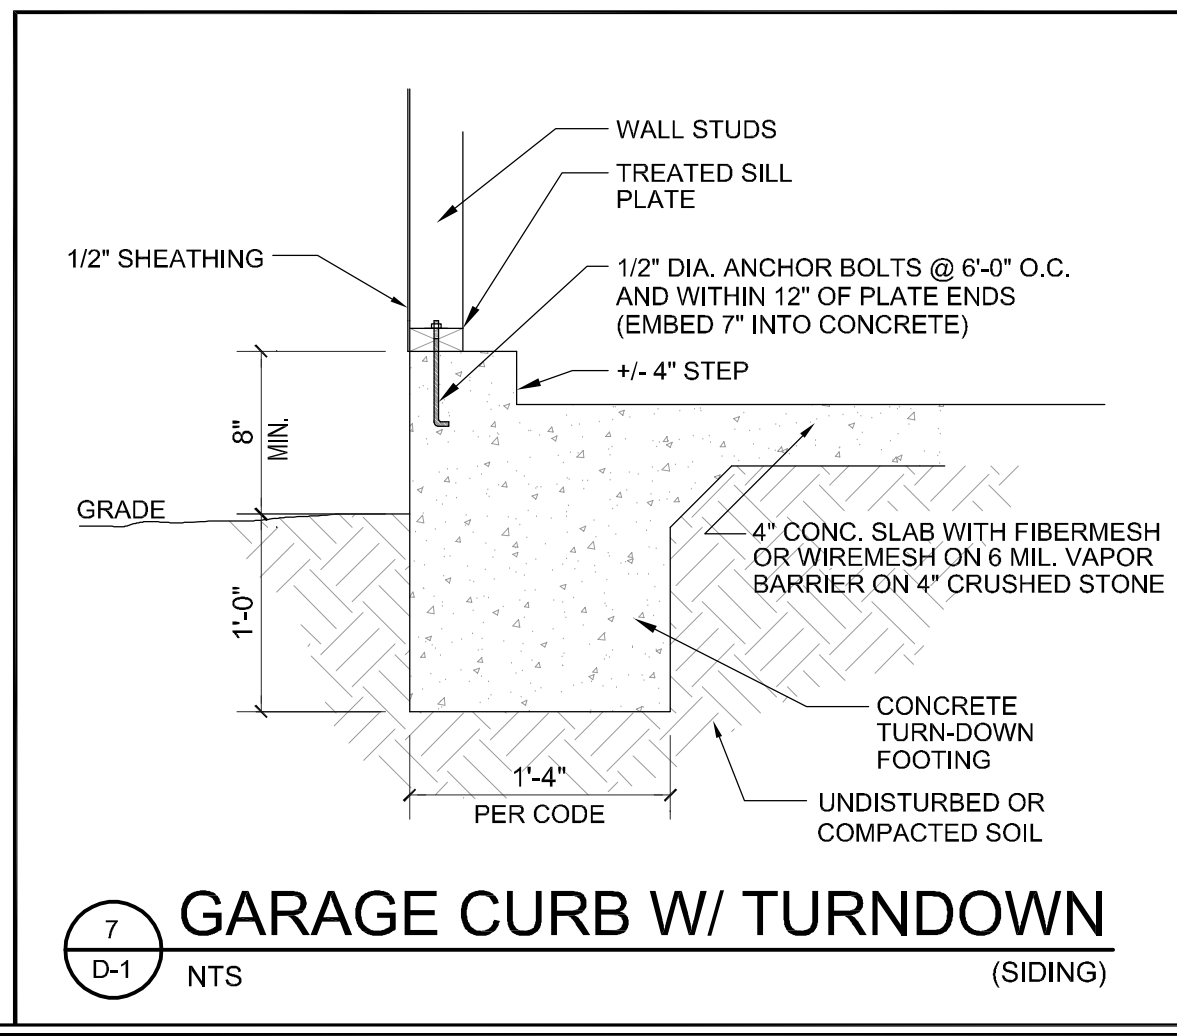 WALL STUDS
TREATED SILL
PLATE
1/2" SHEATHING
1/2" DIA. ANCHOR BOLTS @ 6'-0" O.C.
AND WITHIN 12" OF PLATE ENDS
(EMBED 7" INTO CONCRETE)
+/- 4" STEP
8"
MIN.
GRADE
4" CONC. SLAB WITH FIBERMESH
OR WIREMESH ON 6 MIL. VAPOR
BARRIER ON 4" CRUSHED STONE
1'-0"
CONCRETE
TURN-DOWN
FOOTING
1'-4"
PER CODE
UNDISTURBED OR
COMPACTED SOIL
7
D-1
GARAGE CURB W/ TURNDOWN
NTS
(SIDING)